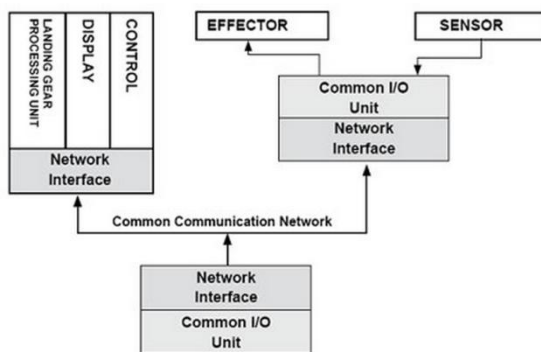 LANDING GEAR
PROCESSING UNIT
DISPLAY
CONTROL
Network
Interface
EFFECTOR
SENSOR
Common I/O
Unit
Network
Interface
Common Communication Network
Network
Interface
Common I/O
Unit